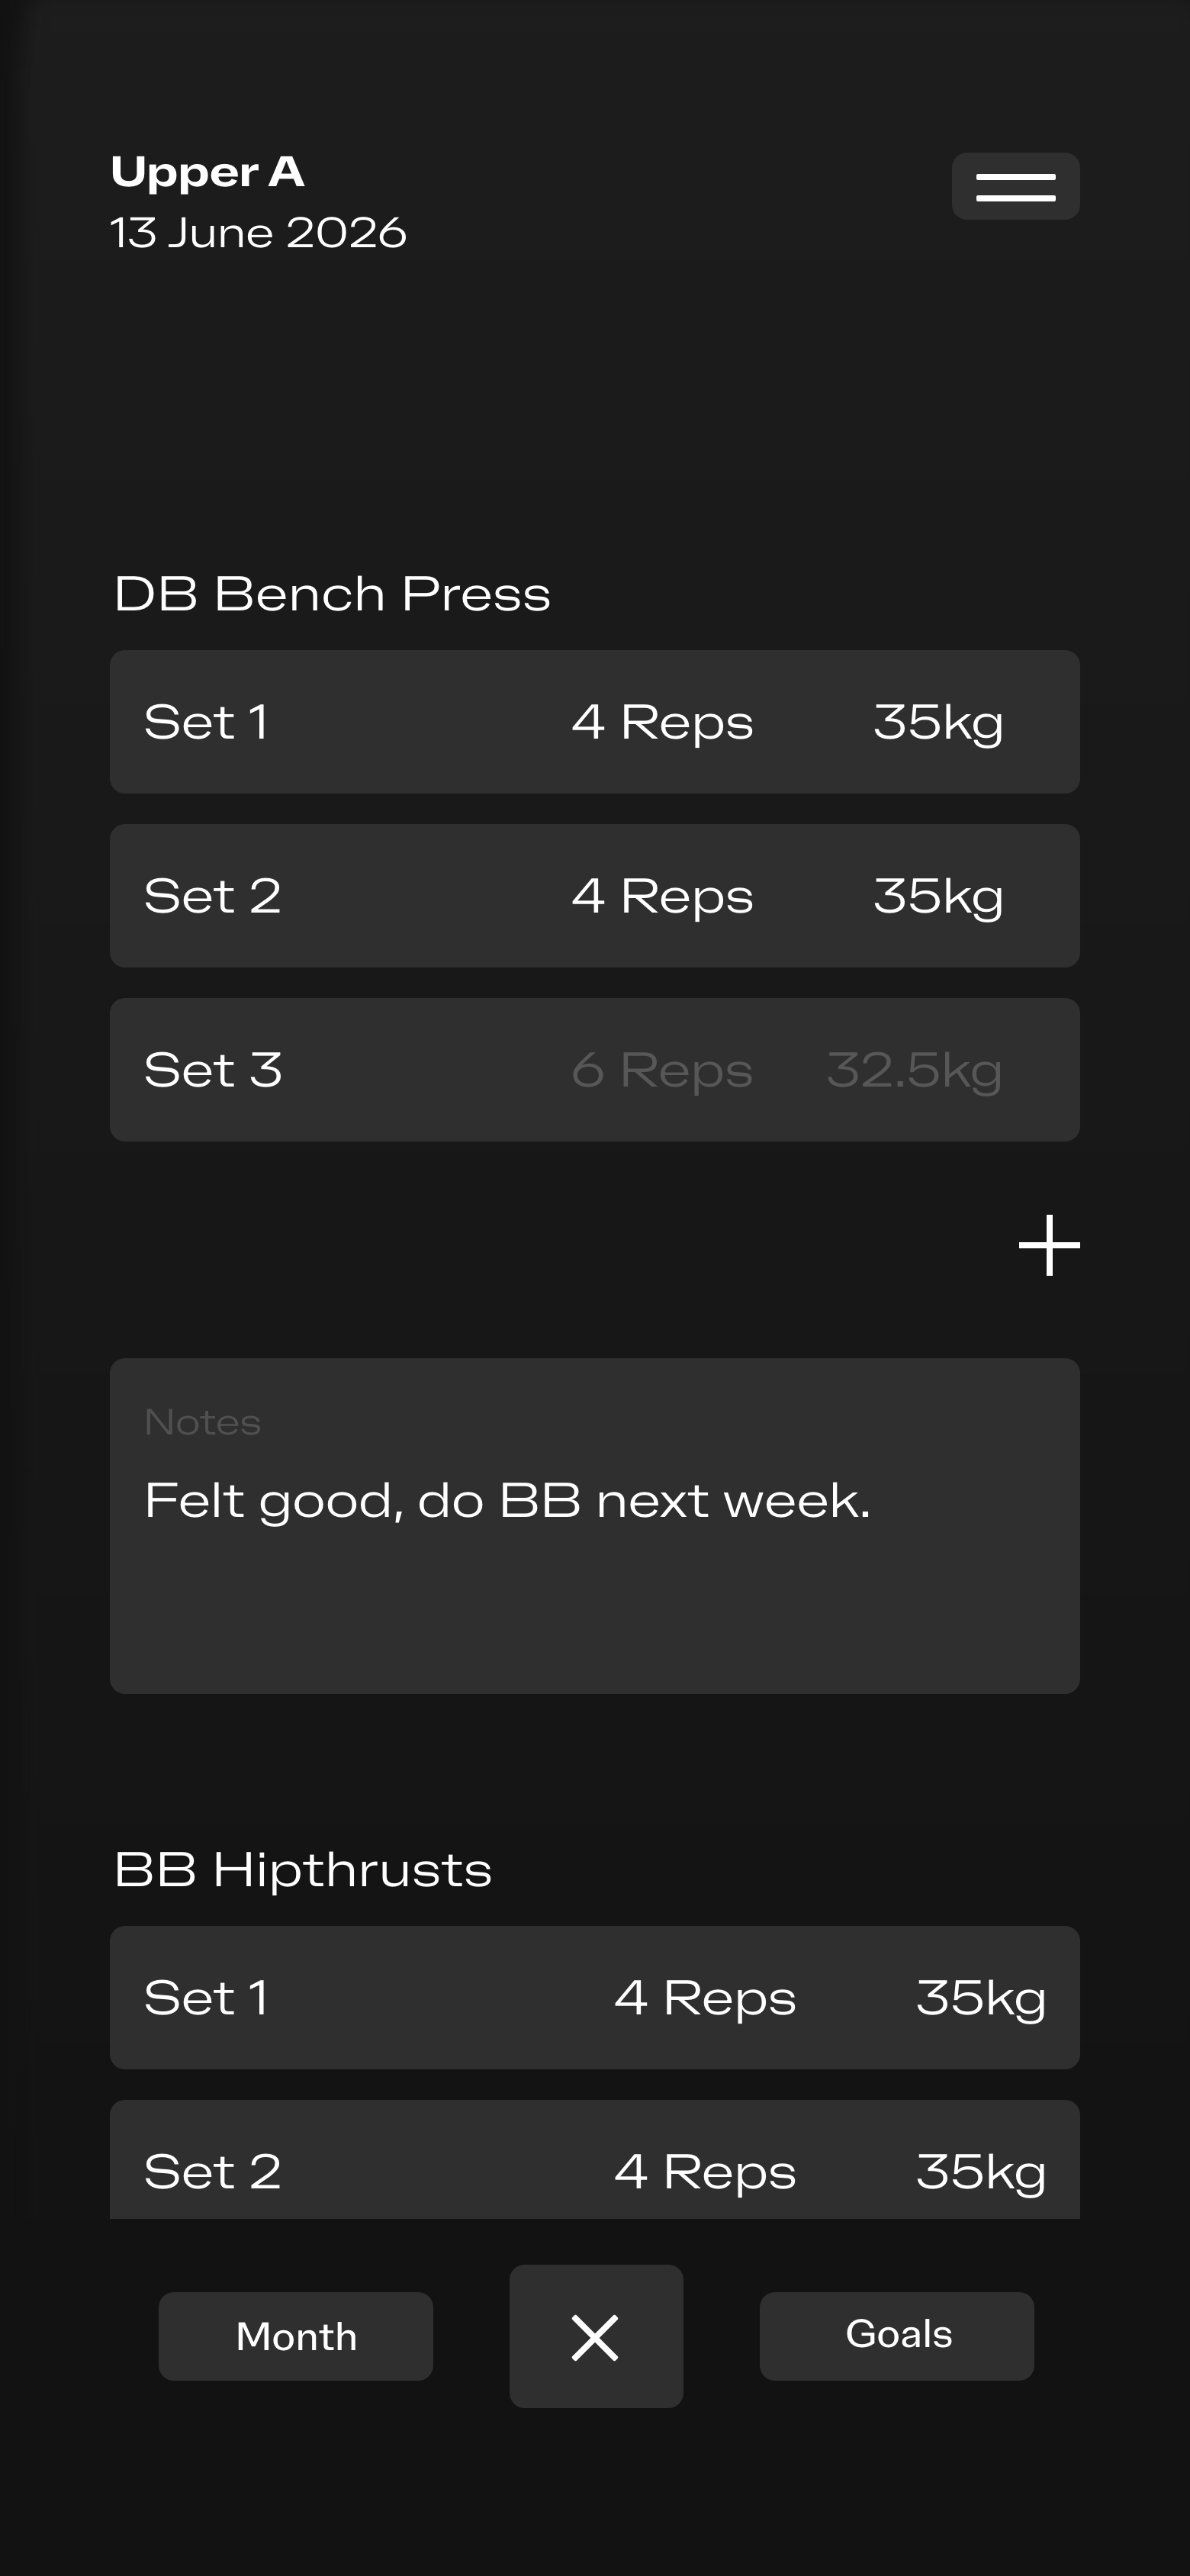 Upper A
13 June 2026
DB Bench Press
Set 1 4 Reps 35kg
Set 2 4 Reps 35kg
Set 3 6 Reps 32.5kg
Notes
Felt good, do BB next week.
BB Hipthrusts
Set 1 4 Reps 35kg
Set 2 4 Reps 35kg
Month Goals